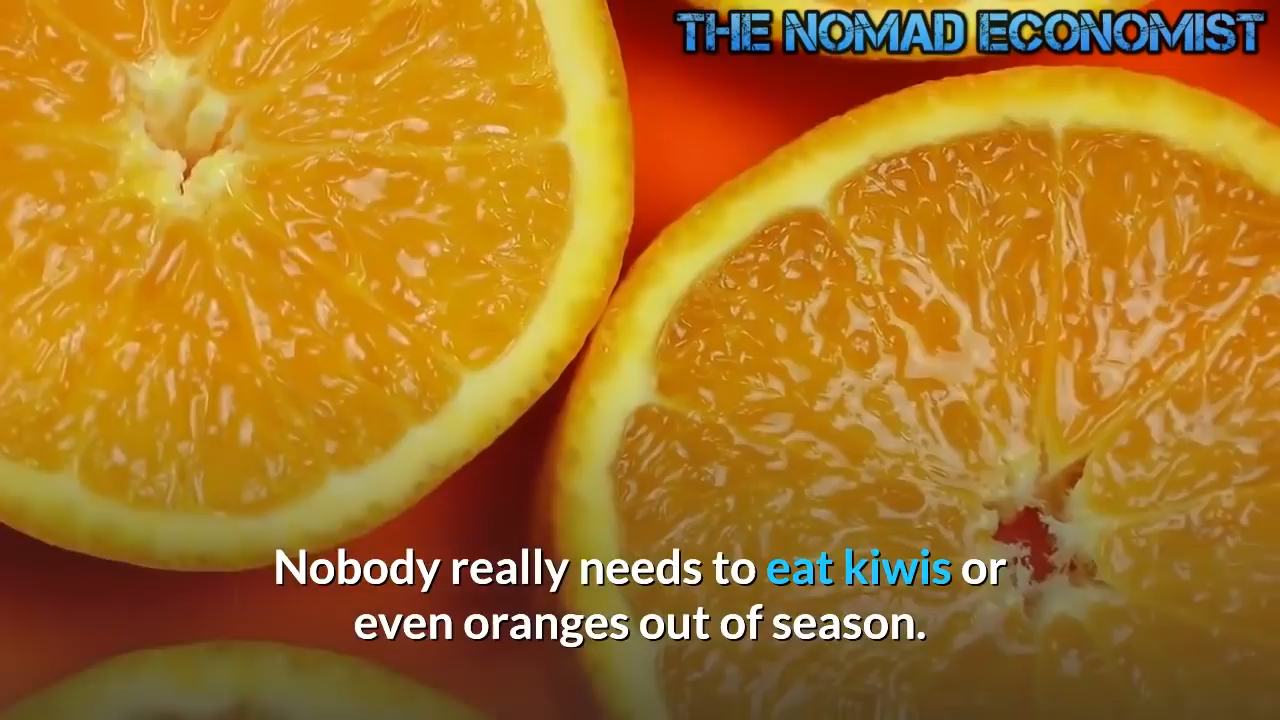 THE NOMAD ECONOMIST
Nobody really needs to eat kiwis or
even oranges out of season.